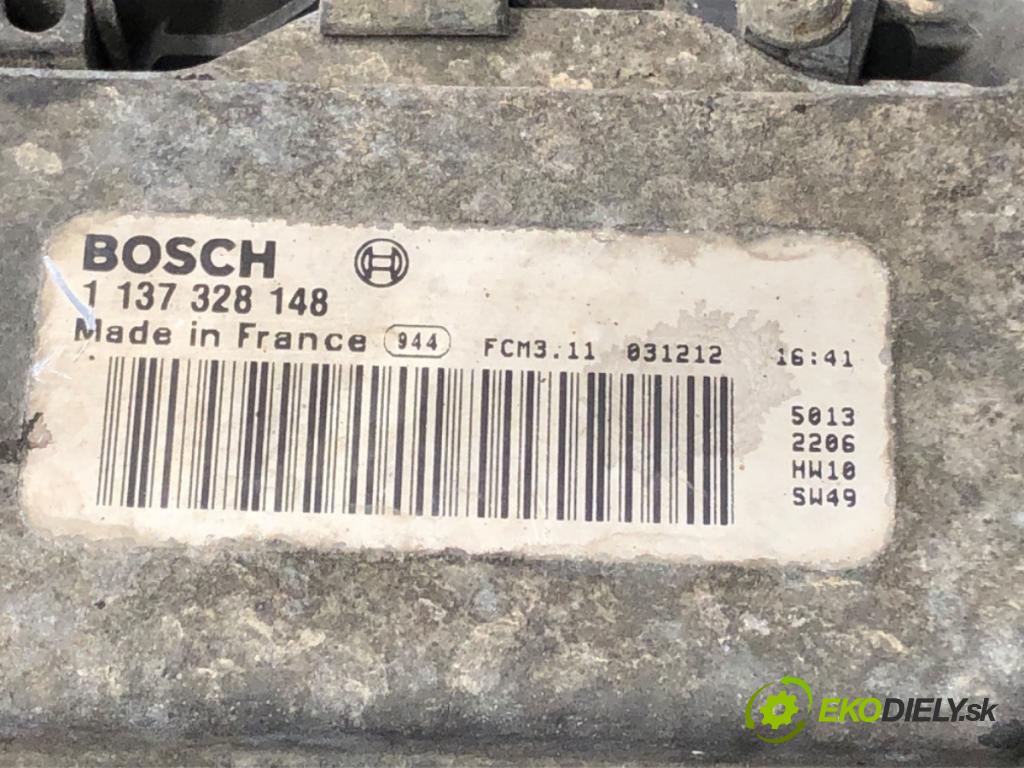 BOSCH
1 137 328 148
Made in France 944 FCM3.11 031212 16:41
5013
2206
HW10
SW49
EKODIELY.sk